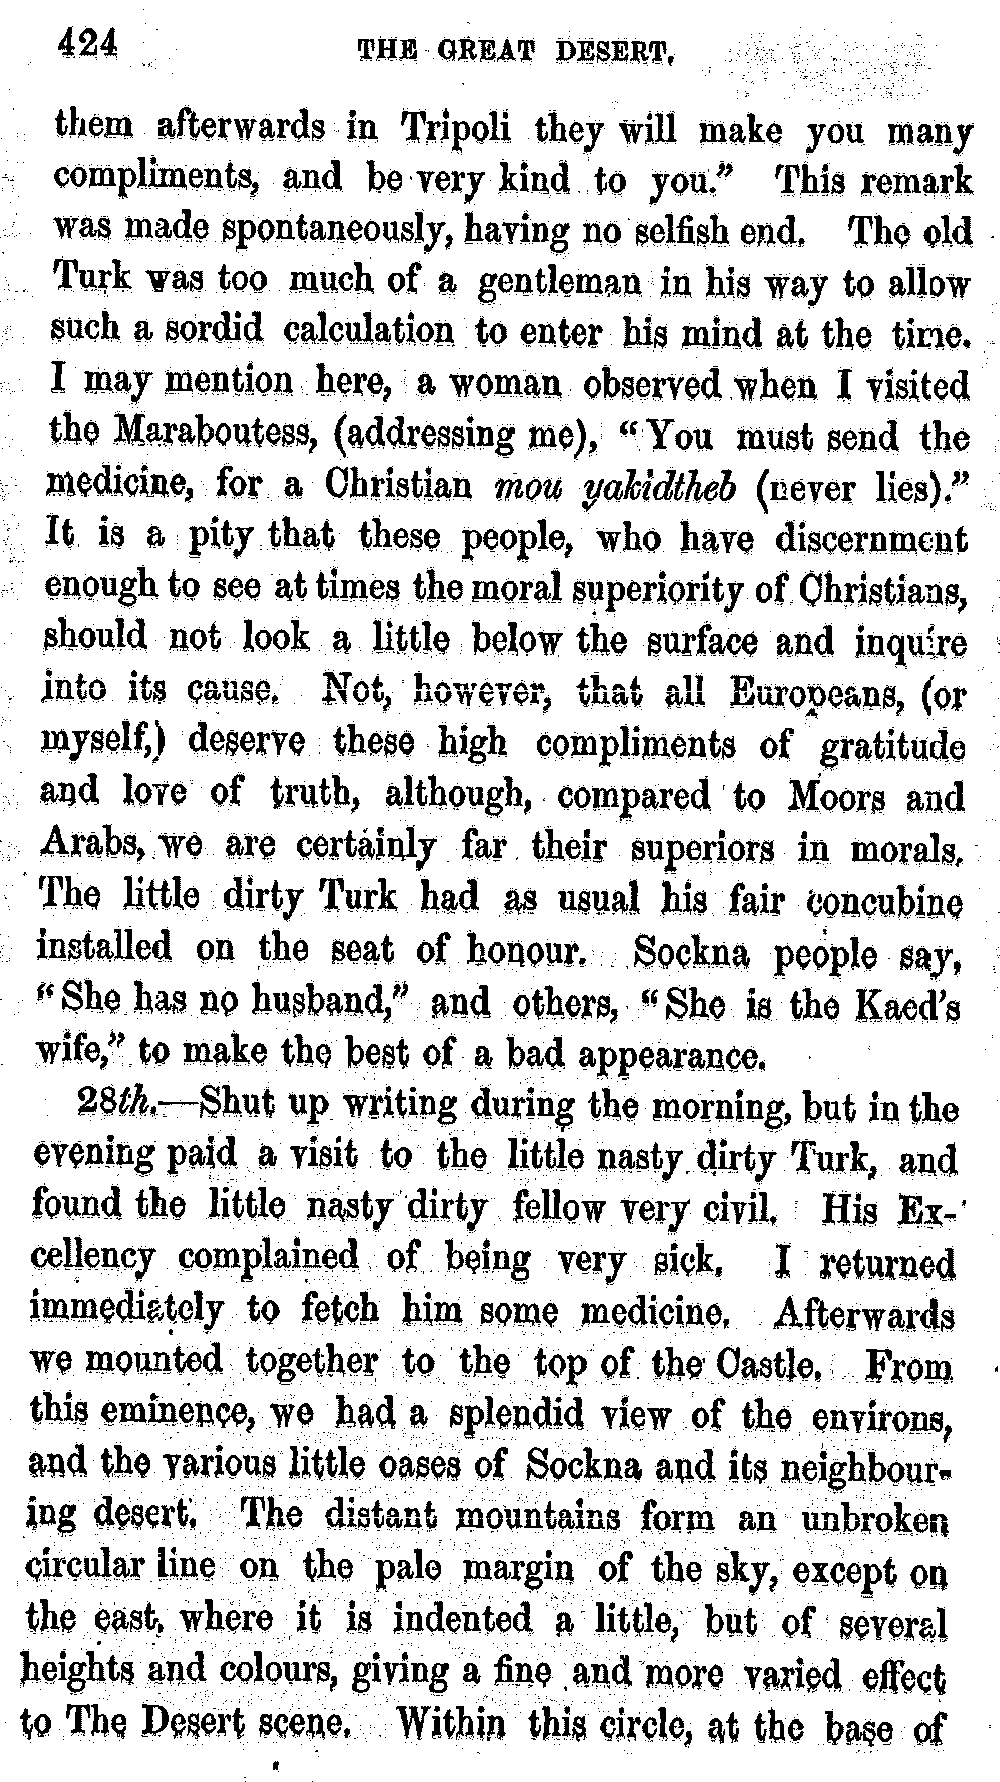 424 THE GREAT DESERT.
them afterwards in Tripoli they will make you many
compliments, and be very kind to you.” This remark
was made spontaneously, having no selfish end. The old
Turk was too much of a gentleman in his way to allow
such a sordid calculation to enter his mind at the time.
I may mention here, a woman observed when I visited
the Maraboutess, (addressing me), “You must send the
medicine, for a Christian mou yakidtheb (never lies).”
It is a pity that these people, who have discernment
enough to see at times the moral superiority of Christians,
should not look a little below the surface and inquire
into its cause. Not, however, that all Europeans, (or
myself,) deserve these high compliments of gratitude
and love of truth, although, compared to Moors and
Arabs, we are certainly far their superiors in morals.
The little dirty Turk had as usual his fair concubine
installed on the seat of honour. Sockna people say,
“She has no husband,” and others, “She is the Kaed’s
wife,” to make the best of a bad appearance.
28th.—Shut up writing during the morning, but in the
evening paid a visit to the little nasty dirty Turk, and
found the little nasty dirty fellow very civil. His Ex-
cellency complained of being very sick. I returned
immediately to fetch him some medicine. Afterwards
we mounted together to the top of the Castle. From
this eminence, we had a splendid view of the environs,
and the various little oases of Sockna and its neighbour-
ing desert. The distant mountains form an unbroken
circular line on the pale margin of the sky, except on
the east, where it is indented a little, but of several
heights and colours, giving a fine and more varied effect
to The Desert scene. Within this circle, at the base of